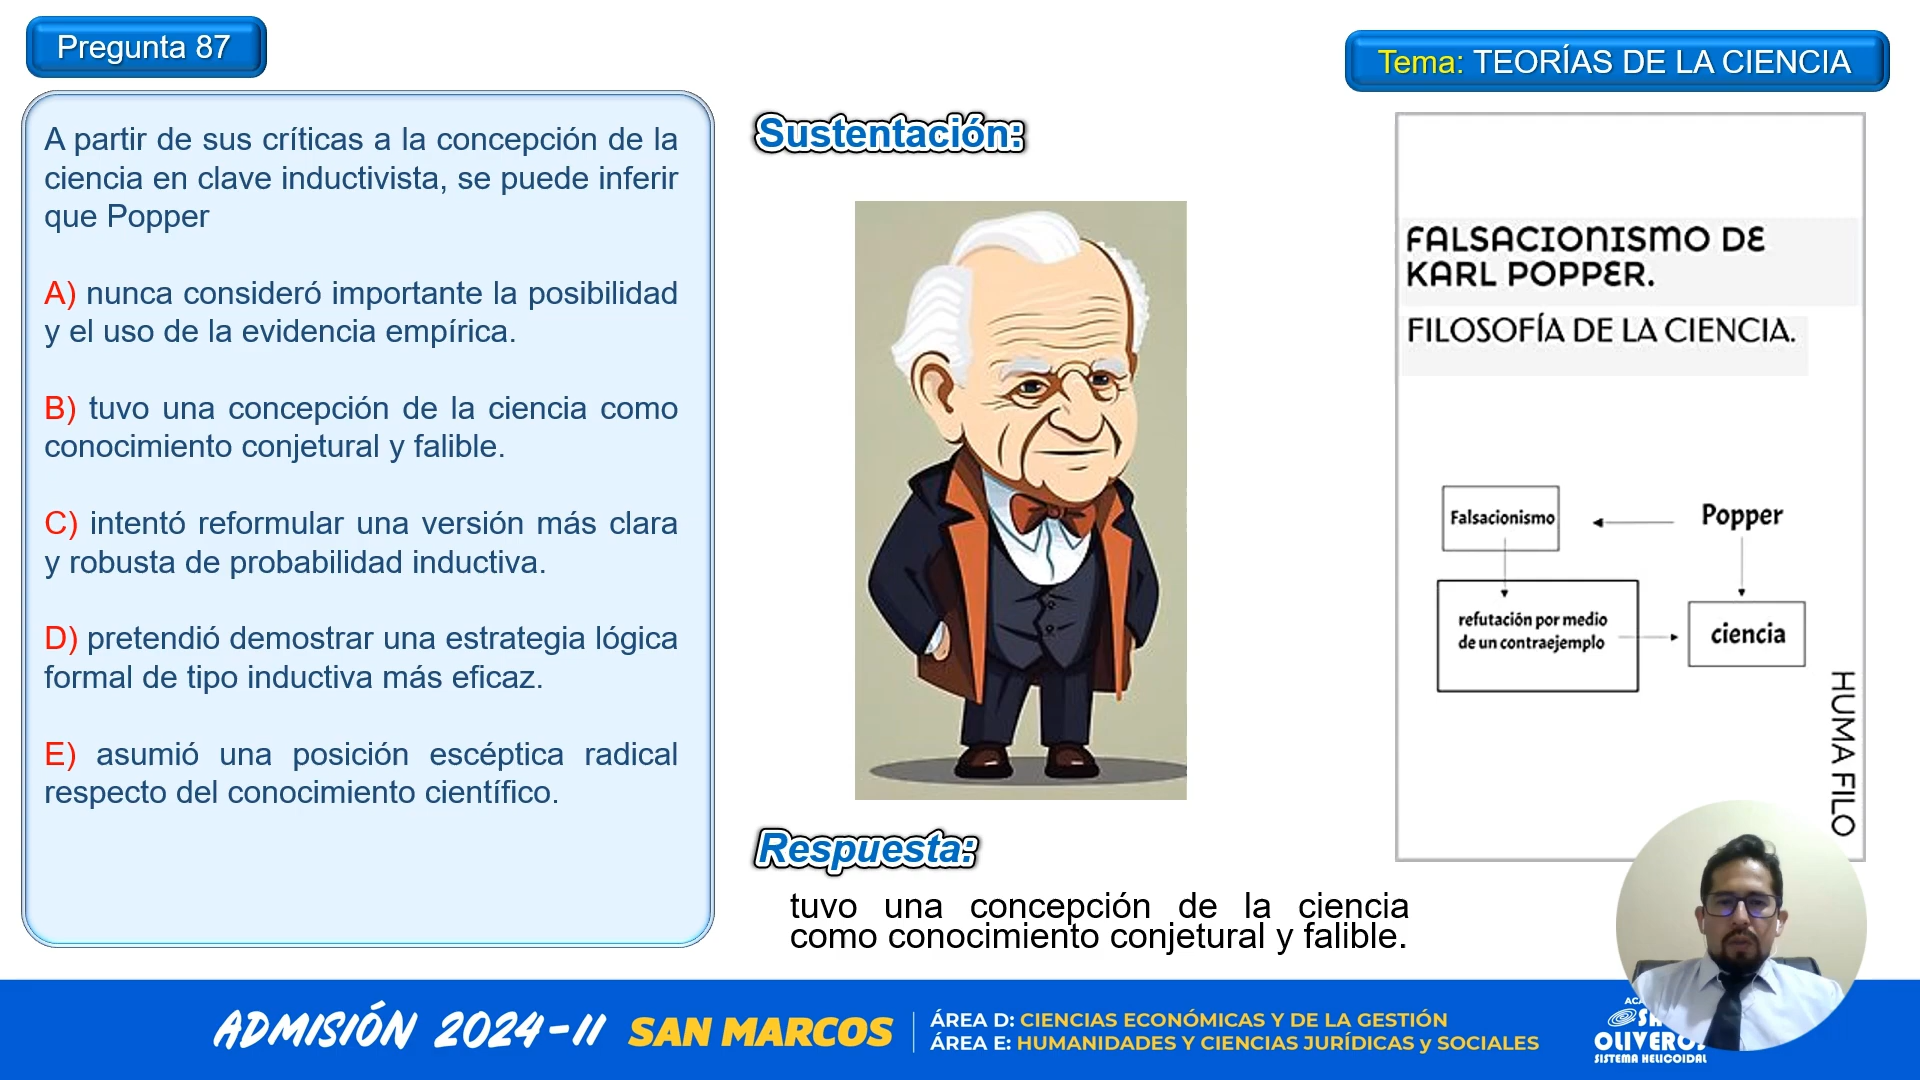 Pregunta 87
Tema: TEORÍAS DE LA CIENCIA
A partir de sus críticas a la concepción de la
ciencia en clave inductivista, se puede inferir
que Popper
A) nunca consideró importante la posibilidad
y el uso de la evidencia empírica.
B) tuvo una concepción de la ciencia como
conocimiento conjetural y falible.
C) intentó reformular una versión más clara
y robusta de probabilidad inductiva.
D) pretendió demostrar una estrategia lógica
formal de tipo inductiva más eficaz.
E) asumió una posición escéptica radical
respecto del conocimiento científico.
Sustentación:
FALSACIONISMO DE
KARL POPPER.
FILOSOFÍA DE LA CIENCIA.
Falsacionismo
Popper
refutación por medio
de un contraejemplo
ciencia
HUMA FILO
Respuesta:
tuvo una concepción de la ciencia
como conocimiento conjetural y falible.
ADMISIÓN 2024-II SAN MARCOS
ÁREA D: CIENCIAS ECONÓMICAS Y DE LA GESTIÓN
ÁREA E: HUMANIDADES Y CIENCIAS JURÍDICAS y SOCIALES
OLIVEROS
SISTEMA HELICOIDAL